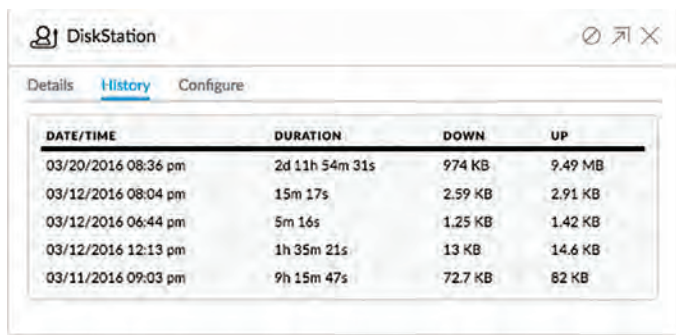 DiskStation
Details History Configure
DATE/TIME DURATION DOWN UP
03/20/2016 08:36 pm 2d 11h 54m 31s 974 KB 9.49 MB
03/12/2016 08:04 pm 15m 17s 2.59 KB 2.91 KB
03/12/2016 06:44 pm 5m 16s 1.25 KB 1.42 KB
03/12/2016 12:13 pm 1h 35m 21s 13 KB 14.6 KB
03/11/2016 09:03 pm 9h 15m 47s 72.7 KB 82 KB